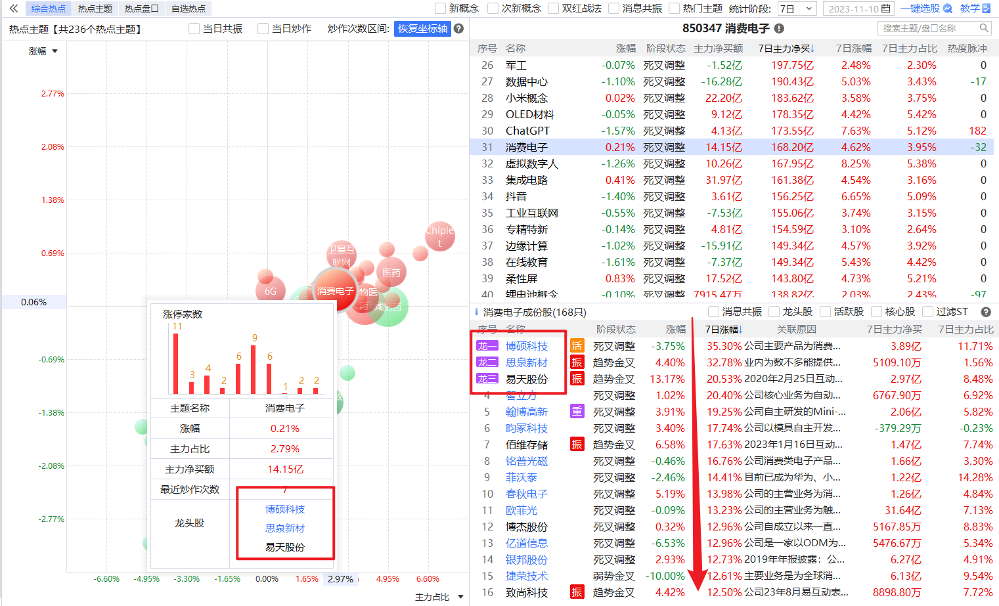 综合热点 热点主题 热点盘口 自选热点
热点主题【共236个热点主题】 当日共振 当日炒作 炒作次数区间: 恢复坐标轴 ?
涨幅
2.77%
2.08%
1.38%
0.69%
0.06%
-0.69%
-1.38%
-2.08%
-2.77%
Chiplet
卫星互联网
医药
6G
消费电子
物医药
减肥药
涨停家数
11 3 4 2 6 9 6 1 2 2
主题名称 消费电子
涨幅 0.21%
主力占比 2.79%
主力净买额 14.15亿
最近炒作次数 7
龙头股
博硕科技
思泉新材
易天股份
-6.60% -4.95% -3.30% -1.65% 0.00% 1.65% 2.97% 4.95% 6.60%
主力占比
新概念 次新概念 双红战法 消息共振 热门主题 统计阶段: 7日 2023-11-10 一键选股 教学
850347 消费电子 搜索主题/盘口名称
序号 名称 涨幅 阶段状态 主力净买额 7日主力净买↓ 7日涨幅 7日主力占比 热度脉冲
26 军工 -0.07% 死叉调整 -1.52亿 197.75亿 2.48% 2.30% 0
27 数据中心 -1.10% 死叉调整 -16.28亿 190.43亿 5.03% 3.43% -17
28 小米概念 0.02% 死叉调整 22.20亿 183.62亿 3.58% 3.75% 0
29 OLED材料 -0.05% 死叉调整 9.12亿 178.35亿 4.42% 5.42% 0
30 ChatGPT -1.57% 死叉调整 4.13亿 173.55亿 7.63% 5.12% 182
31 消费电子 0.21% 死叉调整 14.15亿 168.20亿 4.62% 3.95% -32
32 虚拟数字人 -1.26% 死叉调整 10.26亿 167.95亿 8.25% 5.38% 0
33 集成电路 0.41% 死叉调整 31.97亿 161.38亿 4.54% 3.16% 0
34 抖音 -1.40% 死叉调整 3.61亿 156.25亿 6.65% 5.09% 0
35 工业互联网 -0.55% 死叉调整 -7.53亿 155.06亿 3.74% 3.15% 0
36 专精特新 -0.14% 死叉调整 4.81亿 154.59亿 3.10% 2.64% 0
37 边缘计算 -1.02% 死叉调整 -15.91亿 149.34亿 4.57% 3.92% 0
38 在线教育 -1.61% 死叉调整 -7.37亿 149.34亿 5.43% 4.42% 0
39 柔性屏 0.83% 死叉调整 17.52亿 143.80亿 4.73% 5.21% 0
40 锂电池概念 -0.10% 死叉调整 7915.47万 138.82亿 2.03% 2.43% -97
消费电子成份股(168只) 消息共振 龙头股 活跃股 核心股 过滤ST ?
序号 名称 阶段状态 涨幅 7日涨幅↓ 关联原因 7日主力净买 7日主力占比
龙一 博硕科技 活 死叉调整 -3.75% 35.30% 公司主要产品为消费... 3.89亿 11.71%
龙二 思泉新材 振 趋势金叉 4.40% 32.78% 业内为数不多能提供... 5109.10万 1.56%
龙三 易天股份 振 趋势金叉 13.17% 20.53% 2020年2月25日互动... 2.97亿 8.48%
4 智立方 死叉调整 1.02% 20.40% 公司核心业务为自动... 6767.90万 6.92%
5 翰博高新 重 死叉调整 3.91% 19.25% 公司自主研发的Mini-... 2.06亿 5.82%
6 昀冢科技 死叉调整 3.40% 17.74% 公司以模具自主开发... -379.29万 -0.23%
7 佰维存储 振 死叉调整 6.58% 17.63% 2023年1月16日互动... 1.47亿 7.74%
8 铭普光磁 死叉调整 -0.46% 16.76% 公司消费类电子产品... 1.66亿 3.30%
9 菲沃泰 死叉调整 -2.46% 14.41% 目前已成为华为、小... 1.22亿 14.28%
10 春秋电子 死叉调整 5.19% 13.98% 公司的主营业务为消... 1.26亿 4.84%
11 欧菲光 死叉调整 -0.09% 13.23% 公司的主营业务为触... 31.64亿 7.13%
12 博杰股份 死叉调整 0.32% 12.96% 公司自成立以来一直... 5167.85万 8.83%
13 亿道信息 死叉调整 -6.53% 12.96% 公司是一家以ODM为... 5476.67万 5.34%
14 银邦股份 死叉调整 2.93% 12.73% 2019年年报披露：公... 6.27亿 4.91%
15 捷荣技术 弱势金叉 -10.00% 12.61% 主要业务是为全球消... 6.13亿 9.54%
16 致尚科技 振 趋势金叉 4.42% 12.50% 公司23年8月易互动表... 8898.80万 7.72%